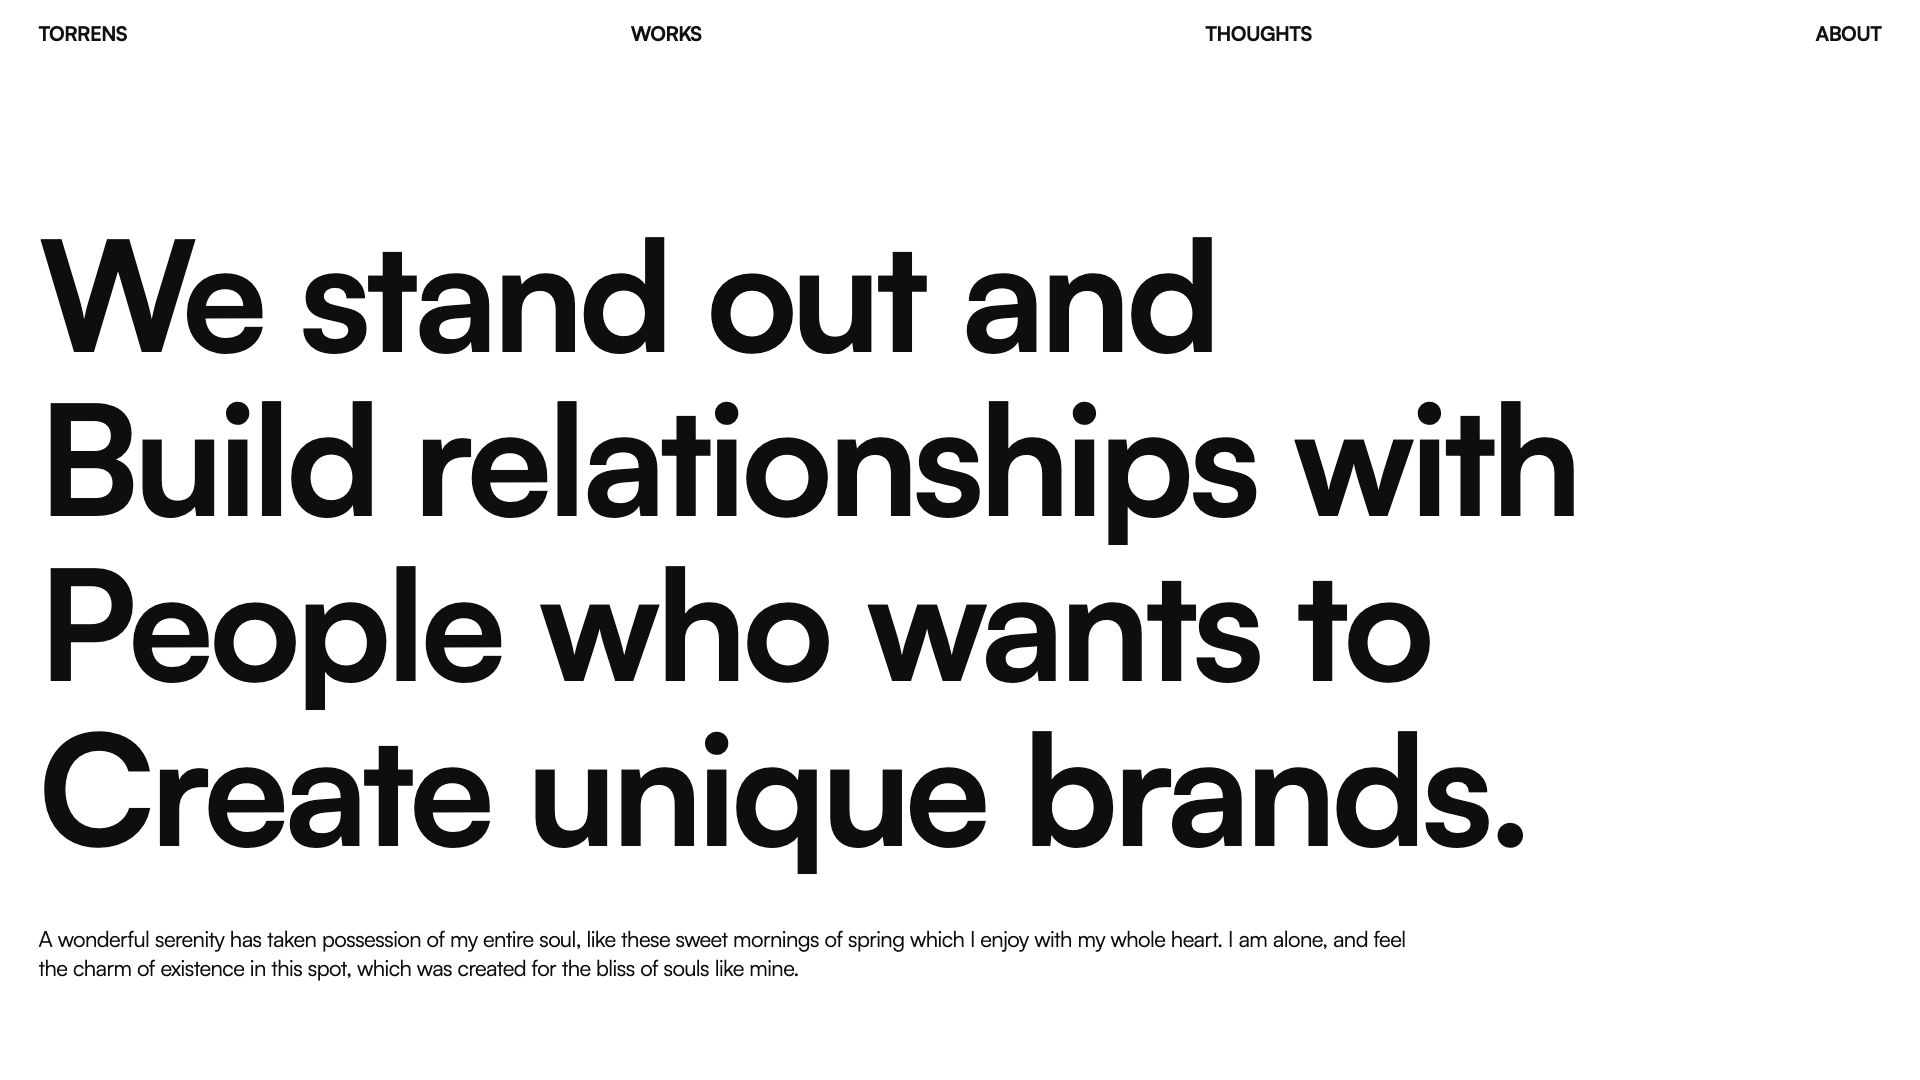 TORRENS WORKS THOUGHTS ABOUT
We stand out and
Build relationships with
People who wants to
Create unique brands.
A wonderful serenity has taken possession of my entire soul, like these sweet mornings of spring which I enjoy with my whole heart. I am alone, and feel
the charm of existence in this spot, which was created for the bliss of souls like mine.